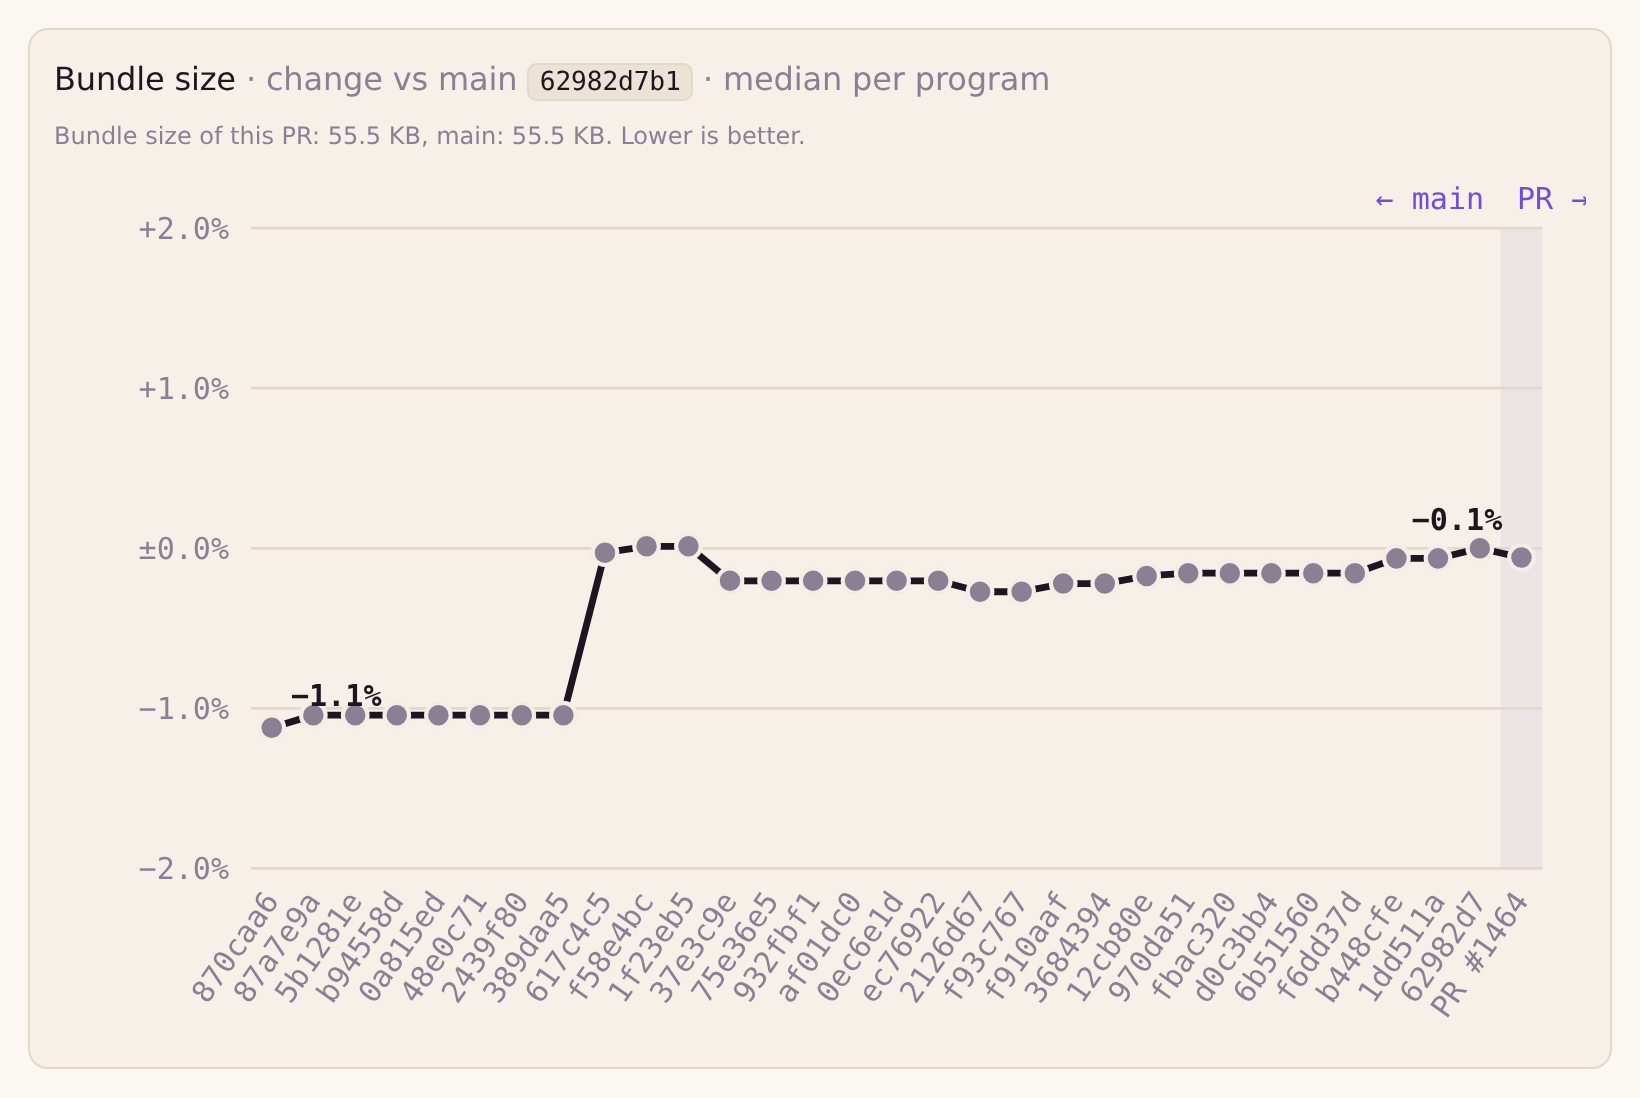 Bundle size · change vs main 62982d7b1 · median per program
Bundle size of this PR: 55.5 KB, main: 55.5 KB. Lower is better.
← main PR →
+2.0%
+1.0%
±0.0%
−1.0%
−2.0%
−1.1%
−0.1%
870caa6
87a7e9a
5b1281e
b94558d
0a815ed
48e0c71
2439f80
389daa5
617c4c5
f58e4bc
1f23eb5
37e3c9e
75e36e5
932fbf1
af01dc0
0ec6e1d
ec76922
2126d67
f93c767
f910aaf
3684394
12cb80e
970da51
fbac320
d0c3bb4
6b51560
f6dd37d
b448cfe
1dd511a
62982d7
PR #1464